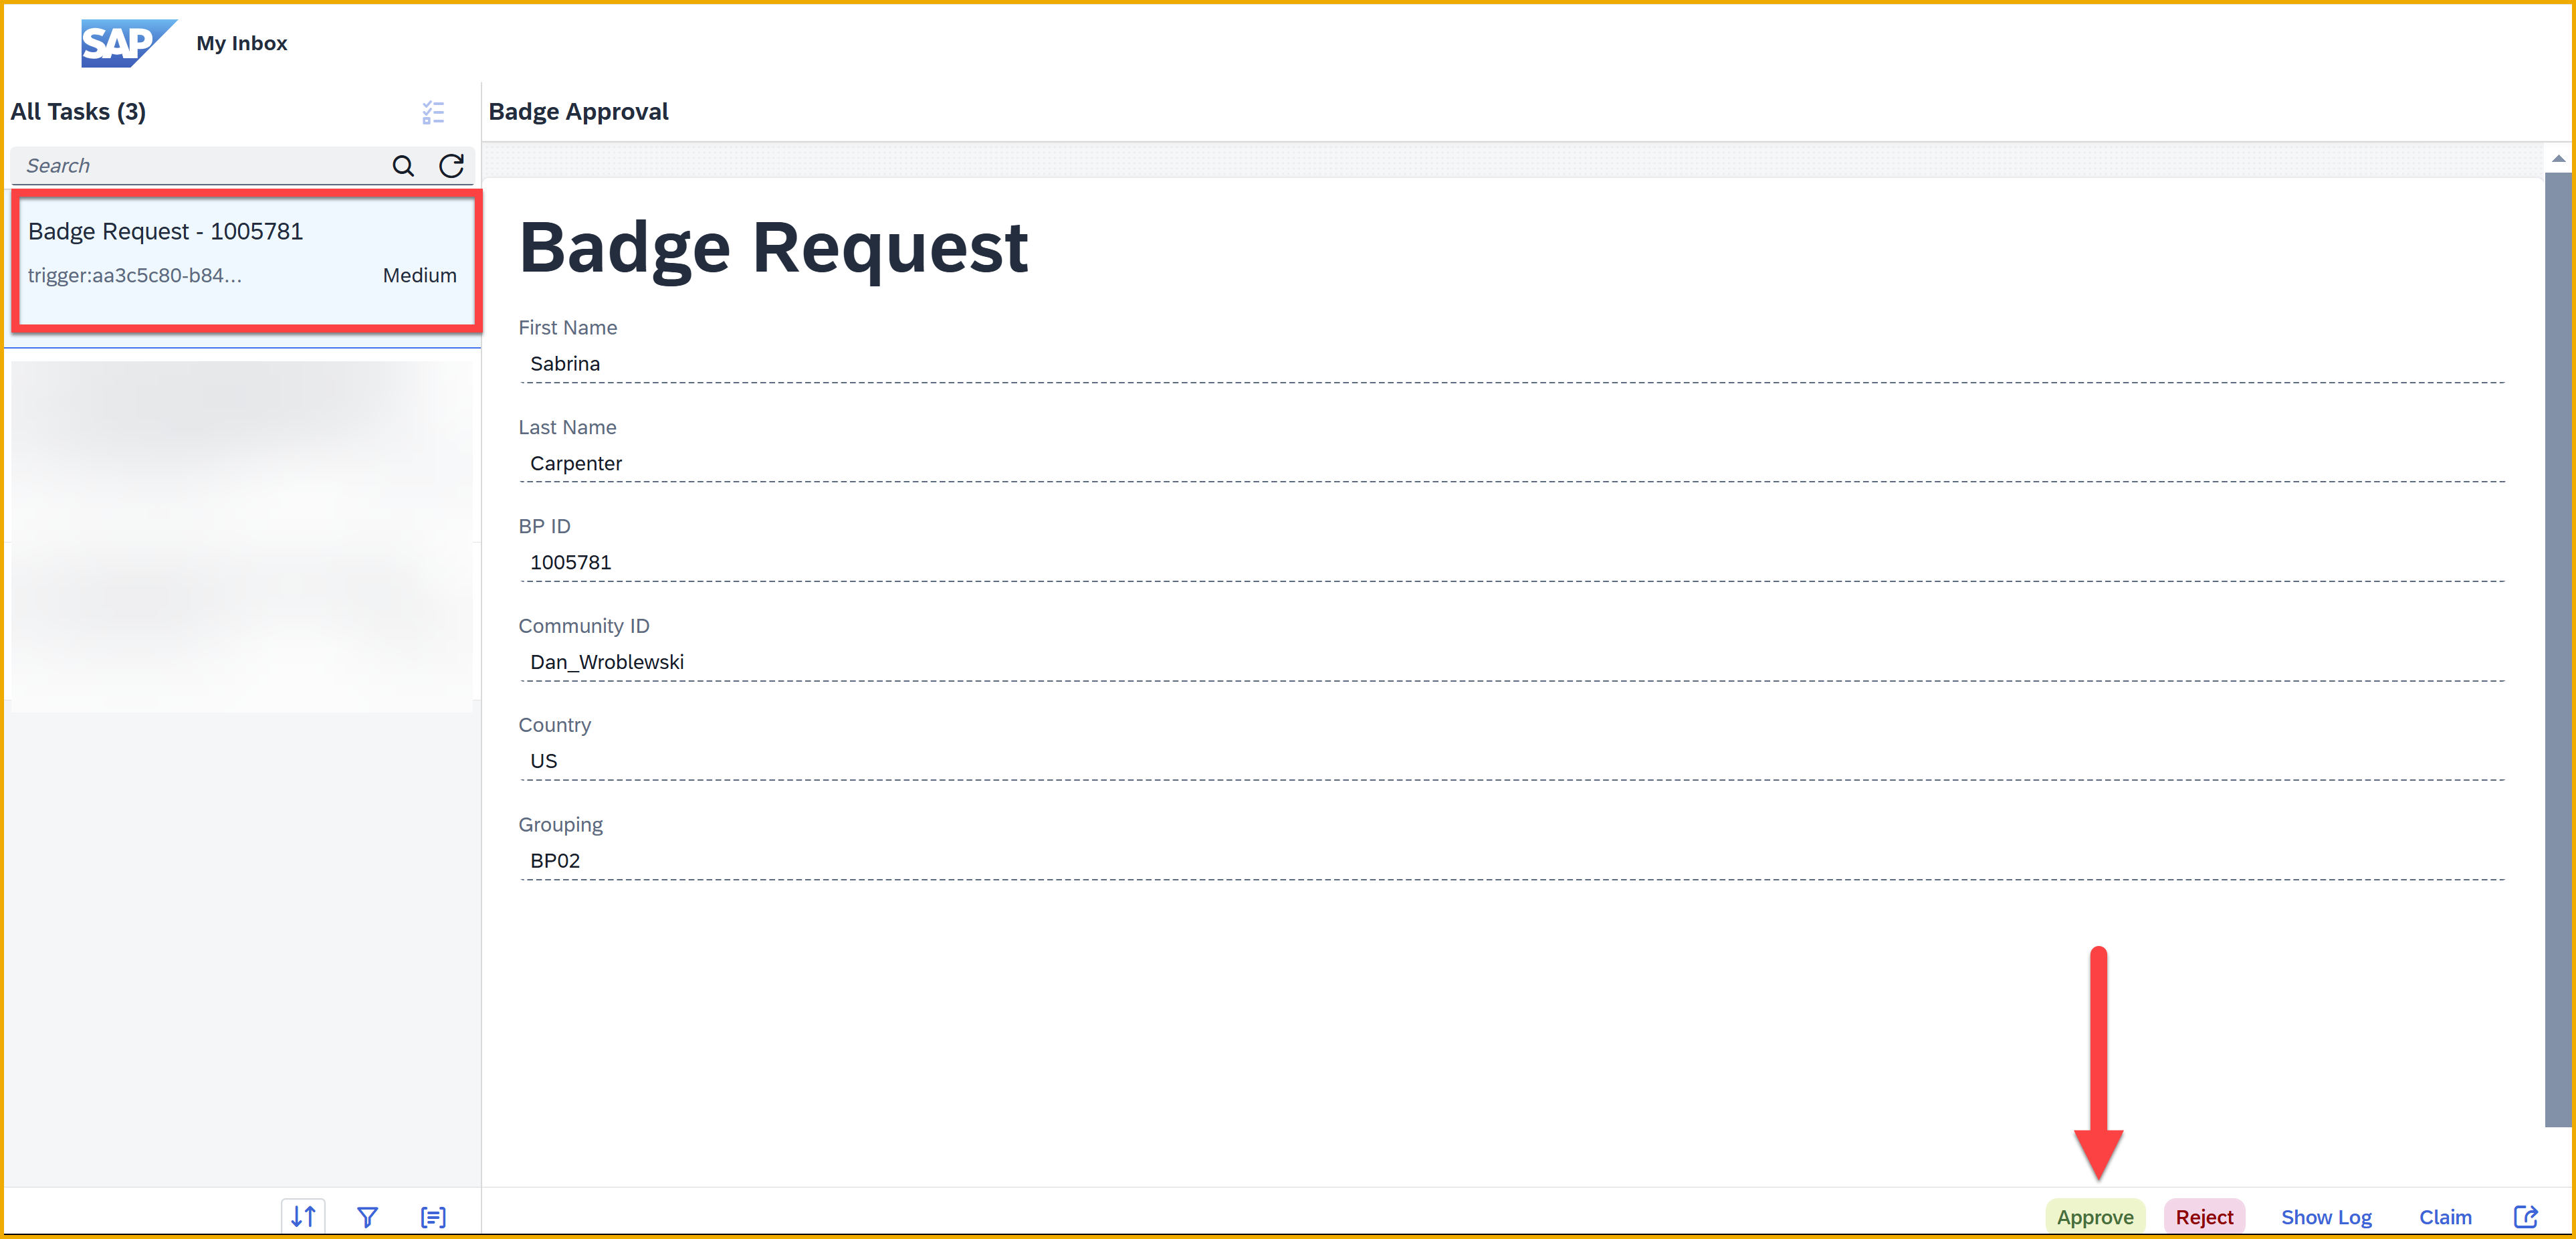 SAP My Inbox
All Tasks (3)
Search
Badge Request - 1005781
trigger:aa3c5c80-b84... Medium
Badge Approval
Badge Request
First Name
Sabrina
Last Name
Carpenter
BP ID
1005781
Community ID
Dan_Wroblewski
Country
US
Grouping
BP02
Approve Reject Show Log Claim